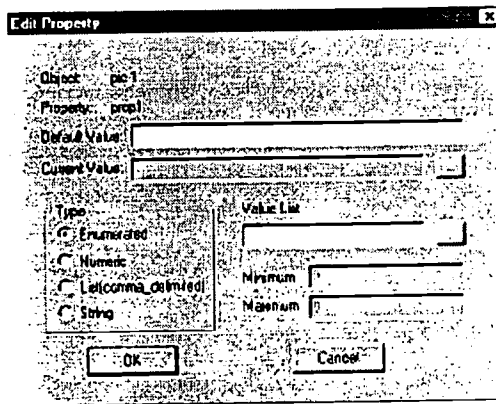 Edit Property
Object: pic1
Property: prop1
Default Value:
Current Value:
Type
Enumerated
Numeric
List(comma_delimited)
String
Value List
Minimum
Maximum
OK
Cancel